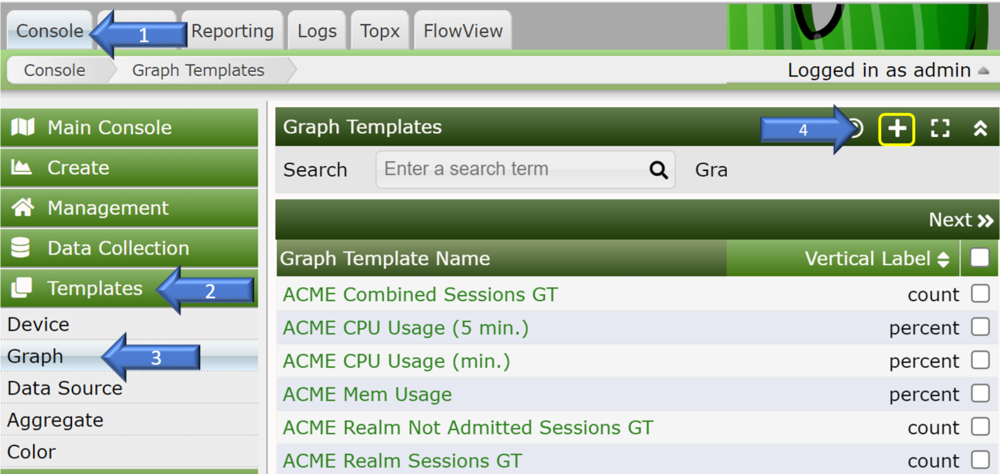 Console 1 Reporting Logs Topx FlowView
Console Graph Templates Logged in as admin
Main Console
Create
Management
Data Collection
Templates 2
Device
Graph 3
Data Source
Aggregate
Color
Graph Templates 4
Search Enter a search term Gra
Next
Graph Template Name Vertical Label
ACME Combined Sessions GT count
ACME CPU Usage (5 min.) percent
ACME CPU Usage (min.) percent
ACME Mem Usage percent
ACME Realm Not Admitted Sessions GT count
ACME Realm Sessions GT count